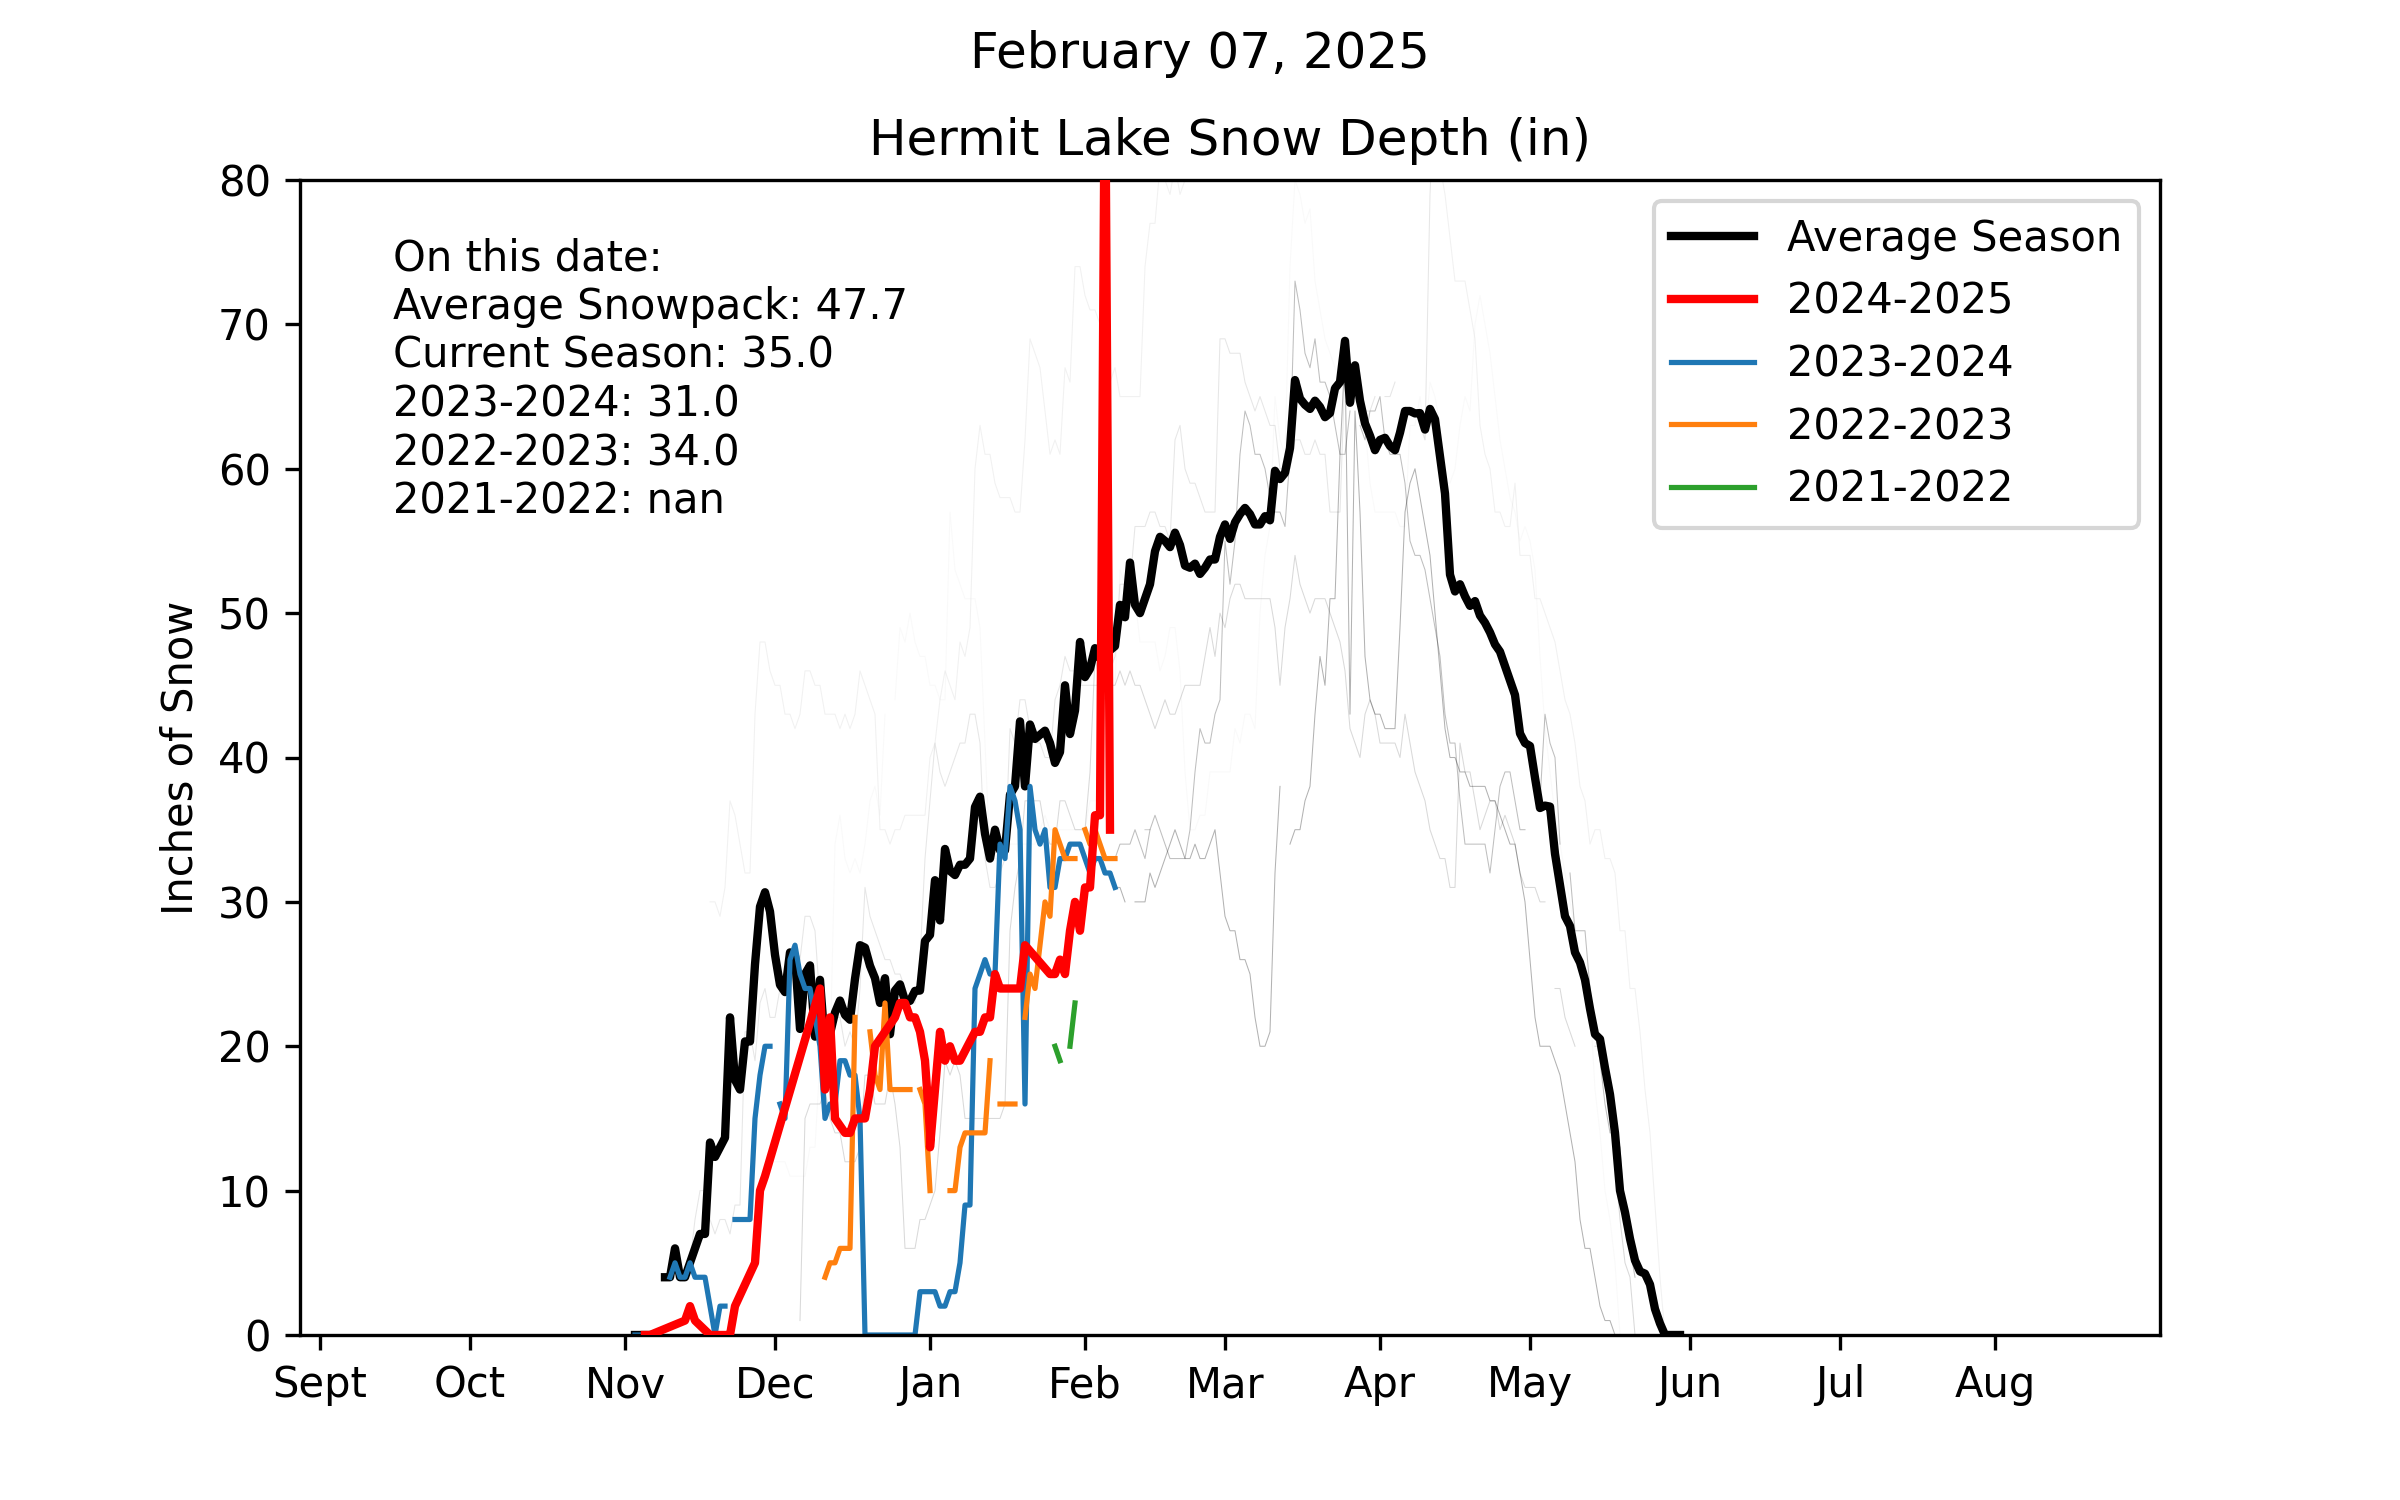 February 07, 2025
Hermit Lake Snow Depth (in)
80
70
60
50
40
30
20
10
0
Inches of Snow
On this date:
Average Snowpack: 47.7
Current Season: 35.0
2023-2024: 31.0
2022-2023: 34.0
2021-2022: nan
Average Season
2024-2025
2023-2024
2022-2023
2021-2022
Sept Oct Nov Dec Jan Feb Mar Apr May Jun Jul Aug